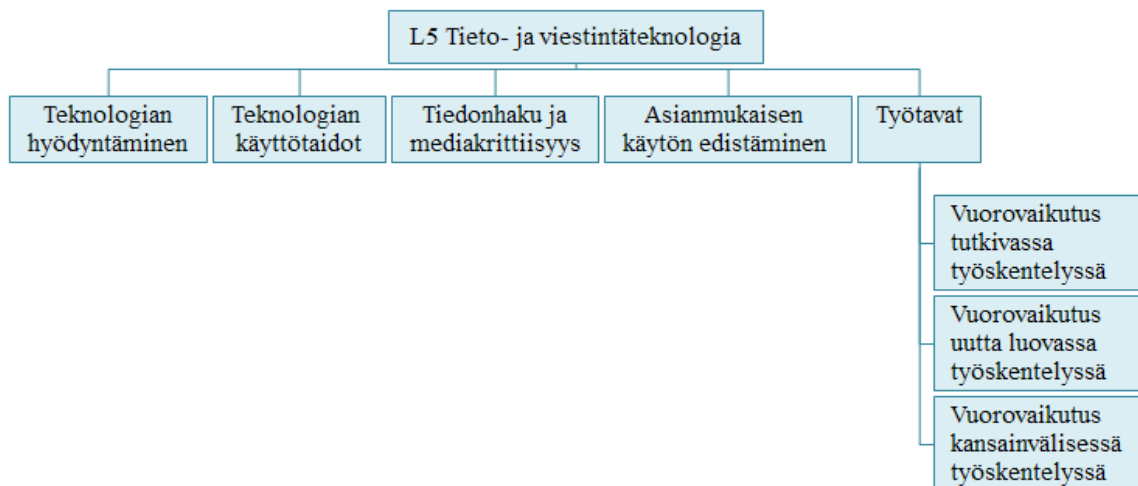 L5 Tieto- ja viestintäteknologia
Teknologian
hyödyntäminen
Teknologian
käyttötaidot
Tiedonhaku ja
mediakriittiisyys
Asianmukaisen
käytön edistäminen
Työtavat
Vuorovaikutus
tutkivassa
työskentelyssä
Vuorovaikutus
uutta luovassa
työskentelyssä
Vuorovaikutus
kansainvälisessä
työskentelyssä